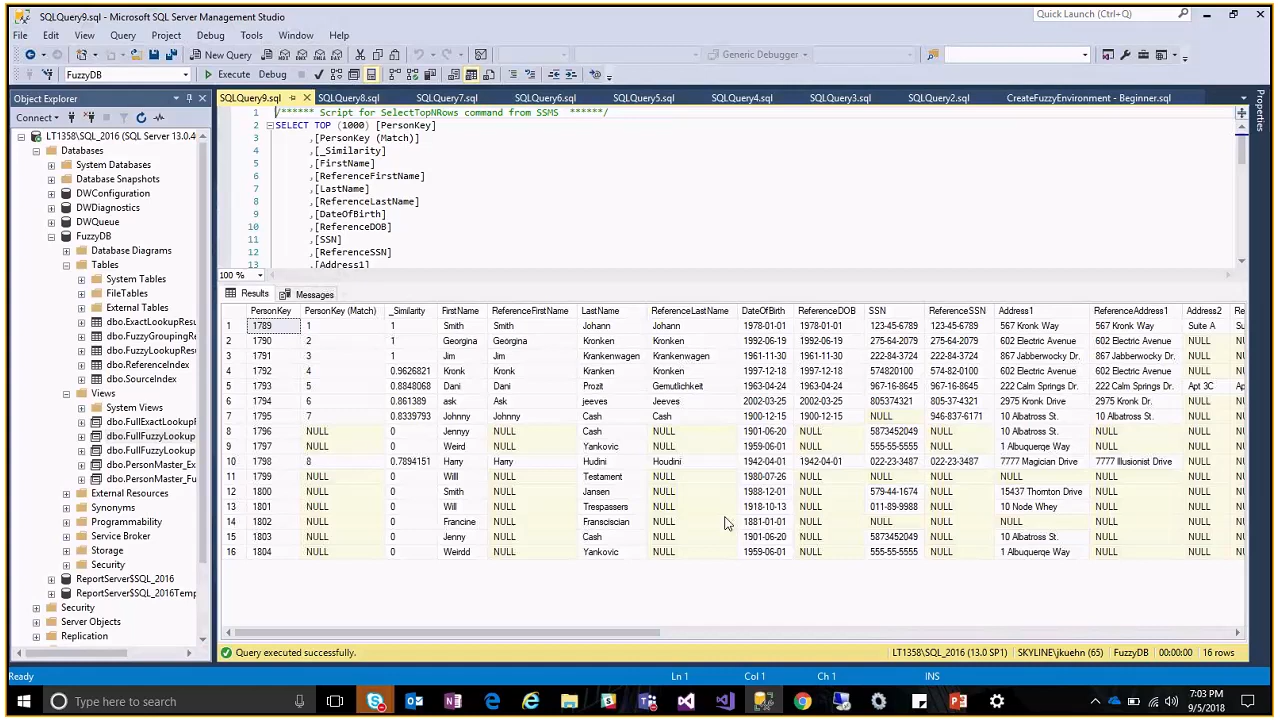 SQLQuery9.sql - Microsoft SQL Server Management Studio
Quick Launch (Ctrl+Q)
File Edit View Query Project Debug Tools Window Help
New Query Generic Debugger
FuzzyDB Execute Debug
Object Explorer
SQLQuery9.sql SQLQuery8.sql SQLQuery7.sql SQLQuery6.sql SQLQuery5.sql SQLQuery4.sql SQLQuery3.sql SQLQuery2.sql CreateFuzzyEnvironment - Beginner.sql
Properties
Connect
LT1358\SQL_2016 (SQL Server 13.0.4
Databases
System Databases
Database Snapshots
DWConfiguration
DWDiagnostics
DWQueue
FuzzyDB
Database Diagrams
Tables
System Tables
FileTables
External Tables
dbo.ExactLookupResu
dbo.FuzzyGroupingRe
dbo.FuzzyLookupResu
dbo.ReferenceIndex
dbo.SourceIndex
Views
System Views
dbo.FullExactLookup
dbo.FullFuzzyLookup
dbo.FullFuzzyLookup
dbo.PersonMaster_Ex
dbo.PersonMaster_Fu
External Resources
Synonyms
Programmability
Service Broker
Storage
Security
ReportServer$SQL_2016
ReportServer$SQL_2016Temp
Security
Server Objects
Replication
1 /****** Script for SelectTopNRows command from SSMS ******/
2 SELECT TOP (1000) [PersonKey]
3 ,[PersonKey (Match)]
4 ,[_Similarity]
5 ,[FirstName]
6 ,[ReferenceFirstName]
7 ,[LastName]
8 ,[ReferenceLastName]
9 ,[DateOfBirth]
10 ,[ReferenceDOB]
11 ,[SSN]
12 ,[ReferenceSSN]
13 ,[Address1]
100 %
Results Messages
PersonKey PersonKey (Match) _Similarity FirstName ReferenceFirstName LastName ReferenceLastName DateOfBirth ReferenceDOB SSN ReferenceSSN Address1 ReferenceAddress1 Address2 Re
1 1789 1 1 Smith Smith Johann Johann 1978-01-01 1978-01-01 123-45-6789 123-45-6789 567 Kronk Way 567 Kronk Way Suite A Su
2 1790 2 1 Georgina Georgina Kronken Kronken 1992-06-19 1992-06-19 275-64-2079 275-64-2079 602 Electric Avenue 602 Electric Avenue NULL NU
3 1791 3 1 Jim Jim Krankenwagen Krankenwagen 1961-11-30 1961-11-30 222-84-3724 222-84-3724 867 Jabberwocky Dr. 867 Jabberwocky Dr. NULL NU
4 1792 4 0.9626821 Kronk Kronk Kronken Kronken 1997-12-18 1997-12-18 574820100 574-82-0100 602 Electric Avenue 602 Electric Avenue NULL NU
5 1793 5 0.8848068 Dani Dani Prozit Gemutlichkeit 1963-04-24 1963-04-24 967-16-8645 967-16-8645 222 Calm Springs Dr. 222 Calm Springs Dr. Apt 3C Ap
6 1794 6 0.861389 ask Ask jeeves Jeeves 2002-03-25 2002-03-25 805374321 805374321 2975 Kronk Drive 2975 Kronk Dr. NULL NU
7 1795 7 0.8339793 Johnny Johnny Cash Cash 1900-12-15 1900-12-15 NULL 946-837-6171 10 Albatross St. 10 Albatross St. NULL NU
8 1796 NULL 0 Jennyy NULL Cash NULL 1901-06-20 NULL 5873452049 NULL 10 Albatross St. NULL NULL NU
9 1797 NULL 0 Weird NULL Yankovic NULL 1959-06-01 NULL 555-55-5555 NULL 1 Albuquerqe Way NULL NULL NU
10 1798 8 0.7894151 Harry Harry Hudini Houdini 1942-04-01 1942-04-01 022-23-3487 022-23-3487 7777 Magician Drive 7777 Illusionist Drive NULL NU
11 1799 NULL 0 Willl NULL Testament NULL 1980-07-26 NULL NULL NULL NULL NULL NULL NU
12 1800 NULL 0 Smith NULL Jansen NULL 1988-12-01 NULL 579-44-1674 NULL 15437 Thornton Drive NULL NULL NU
13 1801 NULL 0 Will NULL Trespassers NULL 1918-10-13 NULL 011-89-9988 NULL 10 Node Whey NULL NULL NU
14 1802 NULL 0 Francine NULL Fransciscian NULL 1881-01-01 NULL NULL NULL NULL NULL NULL NU
15 1803 NULL 0 Jenny NULL Cash NULL 1901-06-20 NULL 5873452049 NULL 10 Albatross St. NULL NULL NU
16 1804 NULL 0 Weirdd NULL Yankovic NULL 1959-06-01 NULL 555-55-5555 NULL 1 Albuquerqe Way NULL NULL NU
Query executed successfully. LT1358\SQL_2016 (13.0 SP1) SKYLINE\jkuehn (65) FuzzyDB 00:00:00 16 rows
Ready Ln 1 Col 1 Ch 1 INS
Type here to search
7:03 PM
9/5/2018